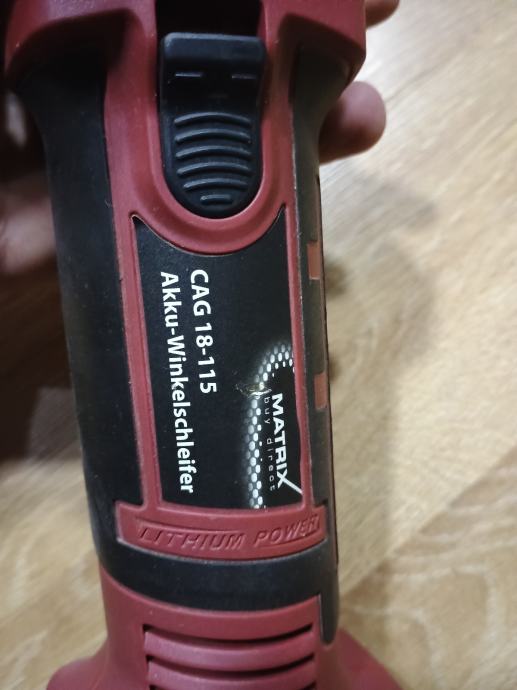 MATRIX
buy direct
CAG 18-115
Akku-Winkelschleifer
LITHIUM POWER